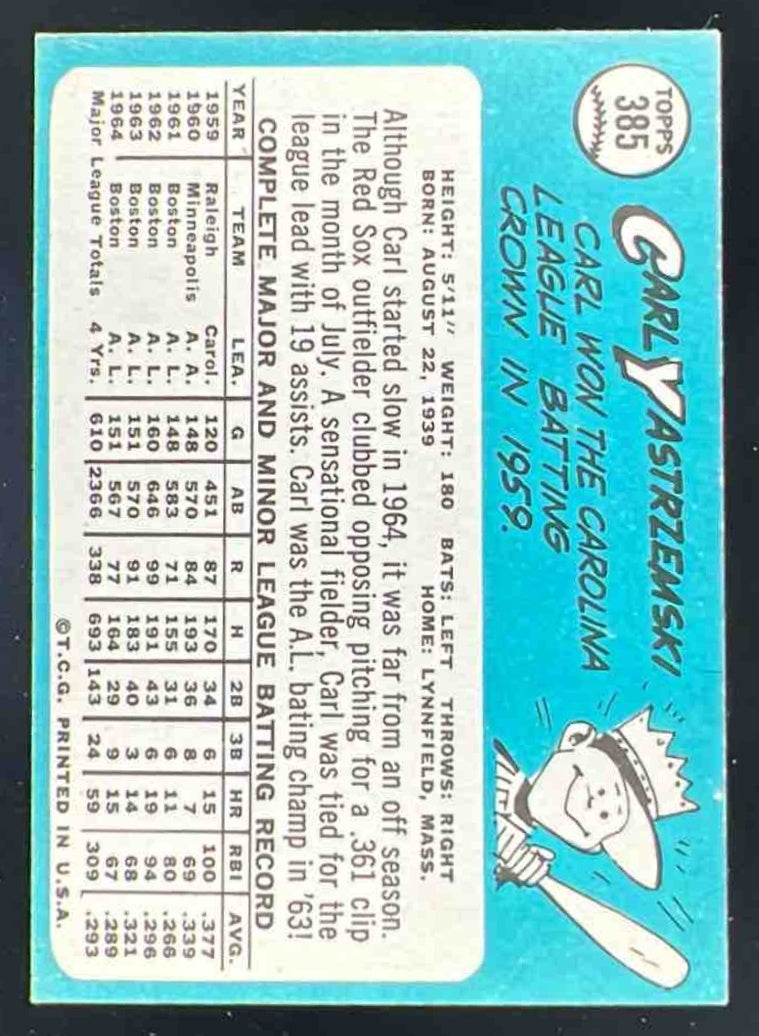 TOPPS
385
CARL YASTRZEMSKI
CARL WON THE CAROLINA
LEAGUE BATTING
CROWN IN 1959.
HEIGHT: 5'11" WEIGHT: 180 BATS: LEFT THROWS: RIGHT
BORN: AUGUST 22, 1939 HOME: LYNNFIELD, MASS.
Although Carl started slow in 1964, it was far from an off season.
The Red Sox outfielder clubbed opposing pitching for a .361 clip
in the month of July. A sensational fielder, Carl was tied for the
league lead with 19 assists. Carl was the A.L. bating champ in '63!
COMPLETE MAJOR AND MINOR LEAGUE BATTING RECORD
YEAR TEAM LEA. G AB R H 2B 3B HR RBI AVG.
1959 Raleigh Carol. 120 451 87 170 34 6 15 100 .377
1960 Minneapolis A. A. 148 570 84 193 36 8 7 69 .339
1961 Boston A. L. 148 583 71 155 31 6 11 80 .266
1962 Boston A. L. 160 646 99 191 43 6 19 94 .296
1963 Boston A. L. 151 570 91 183 40 3 14 68 .321
1964 Boston A. L. 151 567 77 164 29 9 15 67 .289
Major League Totals 4 Yrs. 610 2366 338 693 143 24 59 309 .293
©T.C.G. PRINTED IN U.S.A.